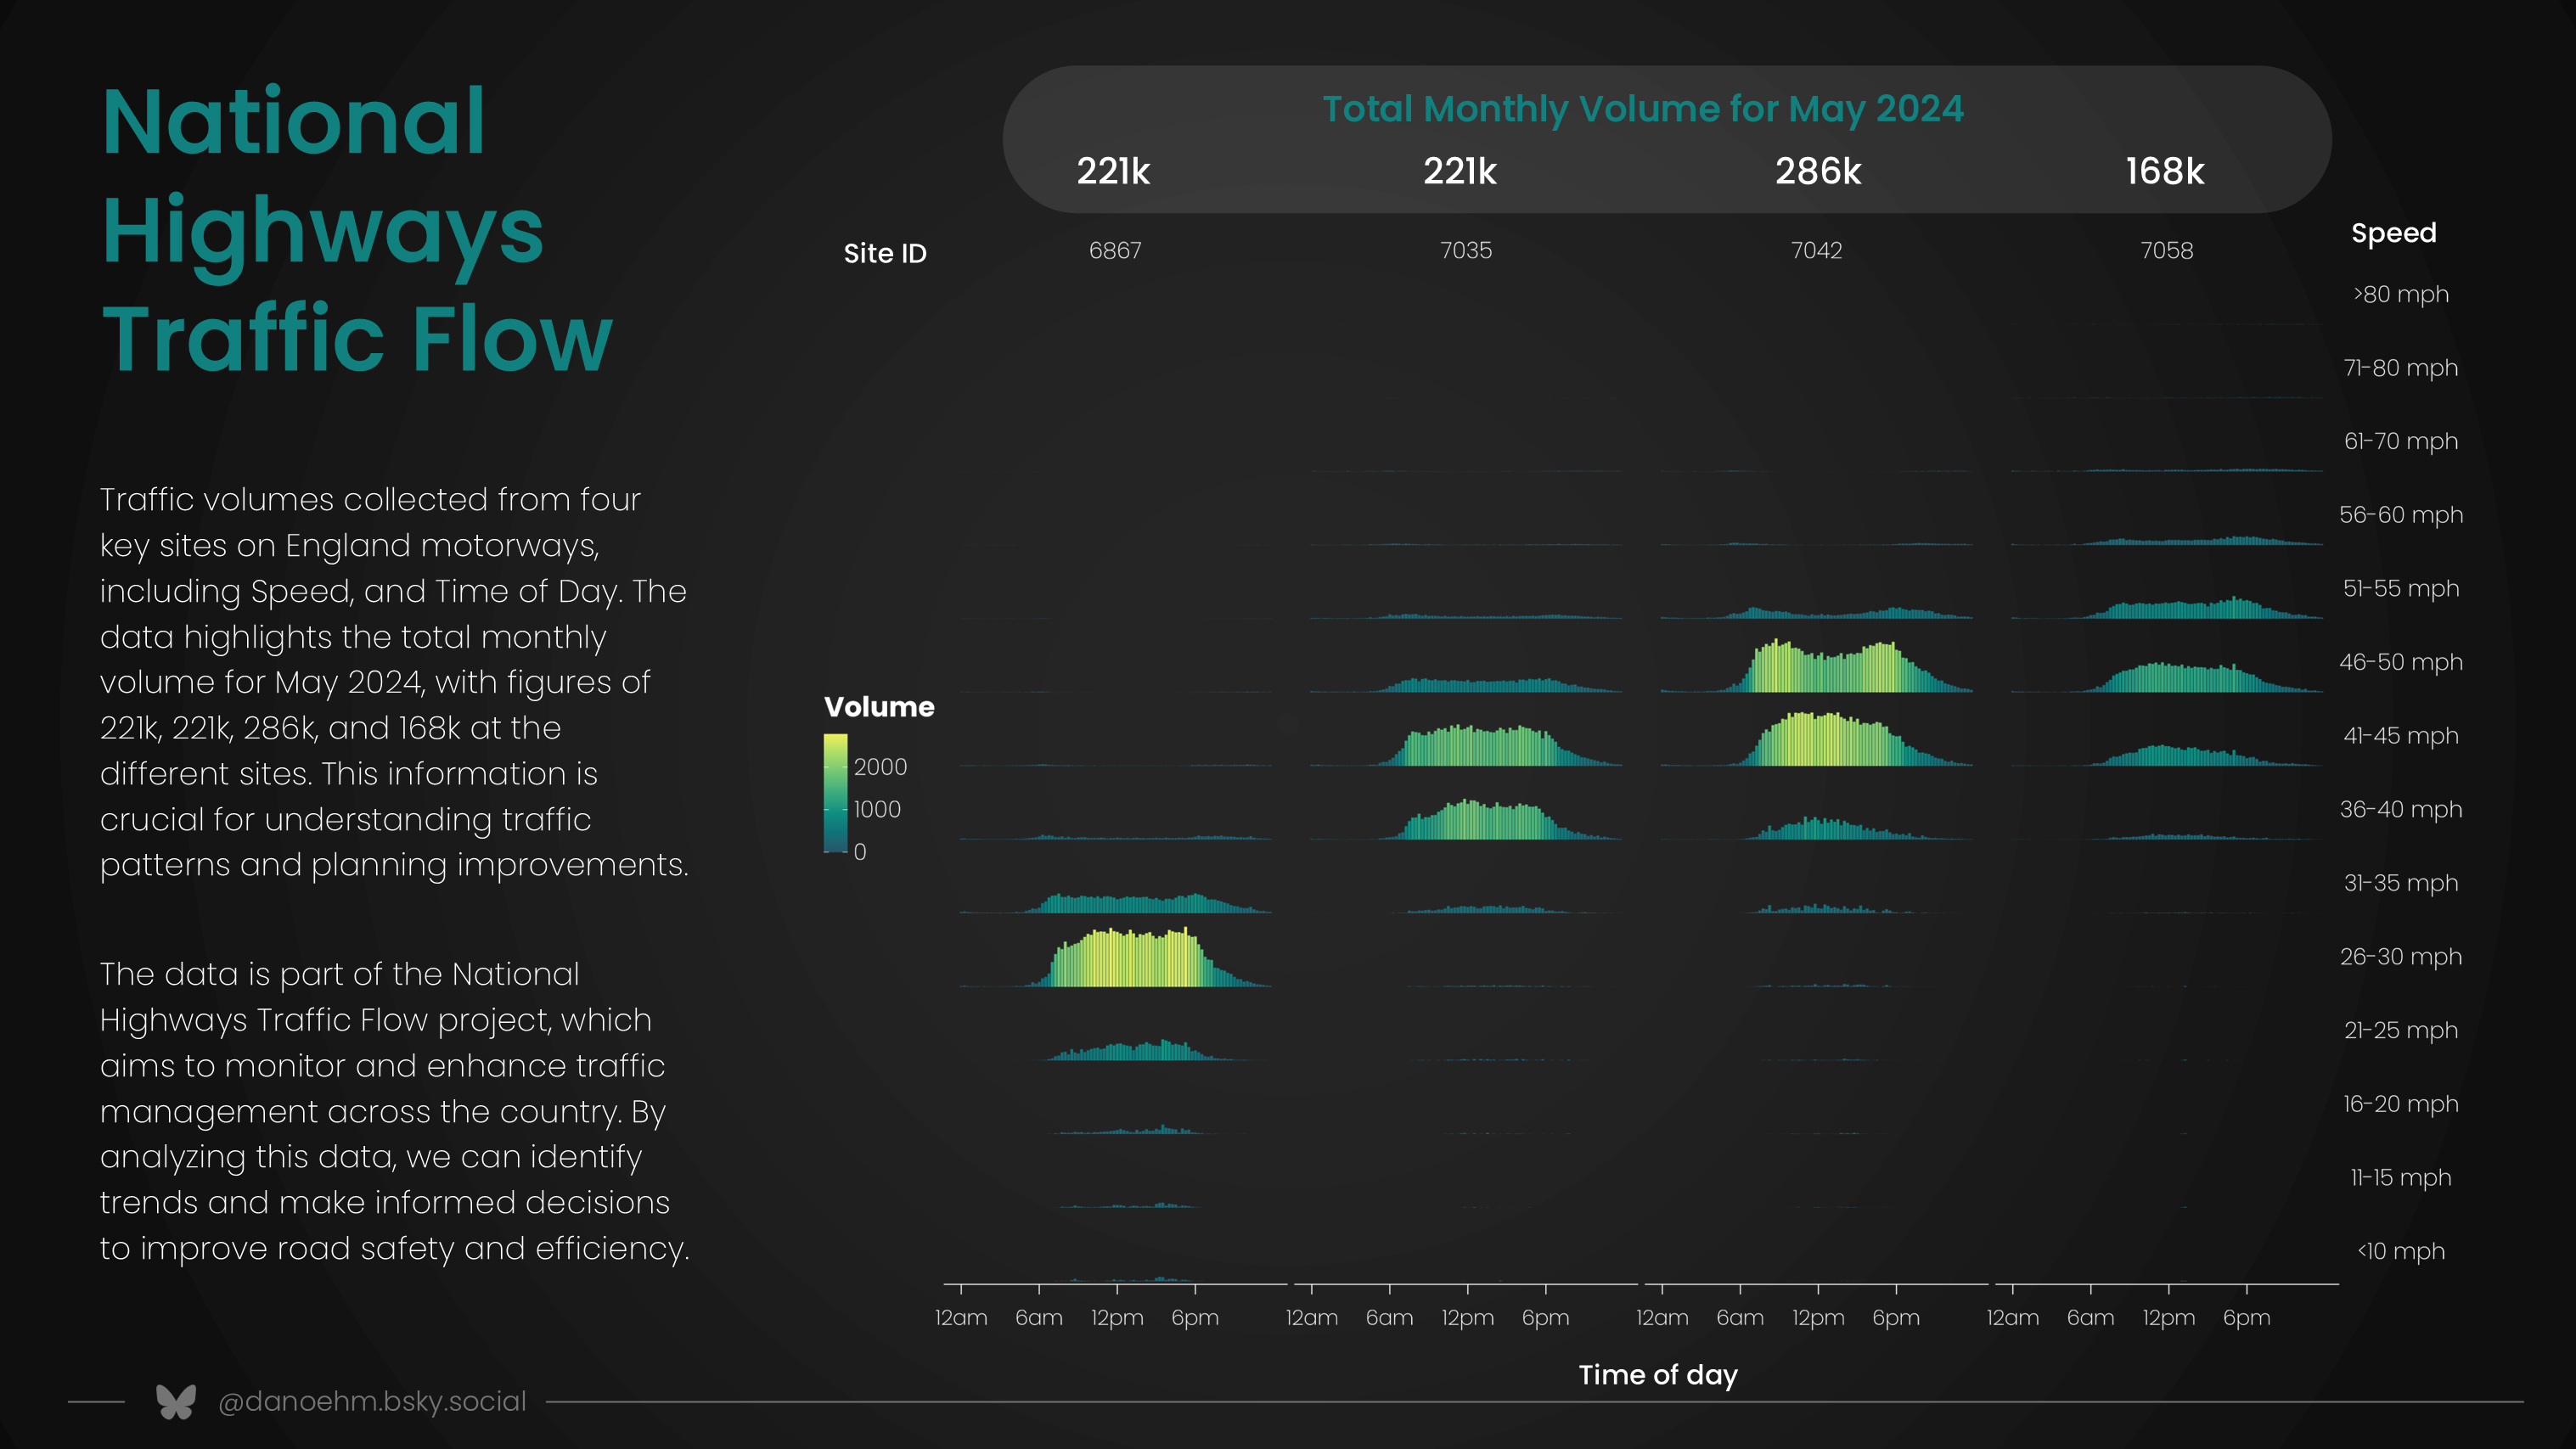 National
Highways
Traffic Flow
Traffic volumes collected from four
key sites on England motorways,
including Speed, and Time of Day. The
data highlights the total monthly
volume for May 2024, with figures of
221k, 221k, 286k, and 168k at the
different sites. This information is
crucial for understanding traffic
patterns and planning improvements.
The data is part of the National
Highways Traffic Flow project, which
aims to monitor and enhance traffic
management across the country. By
analyzing this data, we can identify
trends and make informed decisions
to improve road safety and efficiency.
Total Monthly Volume for May 2024
221k 221k 286k 168k
Site ID 6867 7035 7042 7058
Speed
>80 mph
71-80 mph
61-70 mph
56-60 mph
51-55 mph
46-50 mph
41-45 mph
36-40 mph
31-35 mph
26-30 mph
21-25 mph
16-20 mph
11-15 mph
<10 mph
Volume
2000
1000
0
12am 6am 12pm 6pm 12am 6am 12pm 6pm 12am 6am 12pm 6pm 12am 6am 12pm 6pm
Time of day
@danoehm.bsky.social